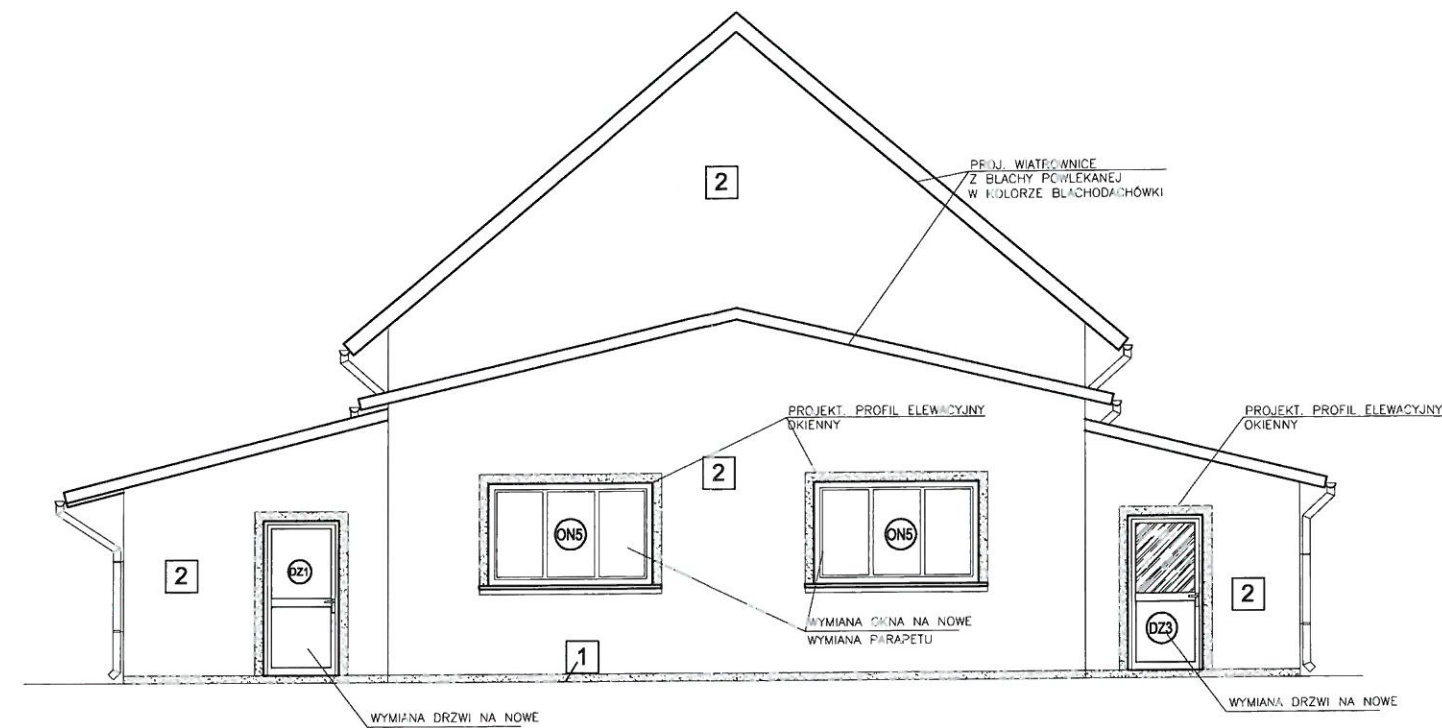 2
PROJ. WIATROWNICE
Z BLACHY POWLEKANEJ
W KOLORZE BLACHODACHÓWKI
PROJEKT. PROFIL ELEWACYJNY
OKIENNY
PROJEKT. PROFIL ELEWACYJNY
OKIENNY
2
ON5
ON5
DZ1
2
2
DZ3
WYMIANA OKNA NA NOWE
WYMIANA PARAPETU
1
WYMIANA DRZWI NA NOWE
WYMIANA DRZWI NA NOWE